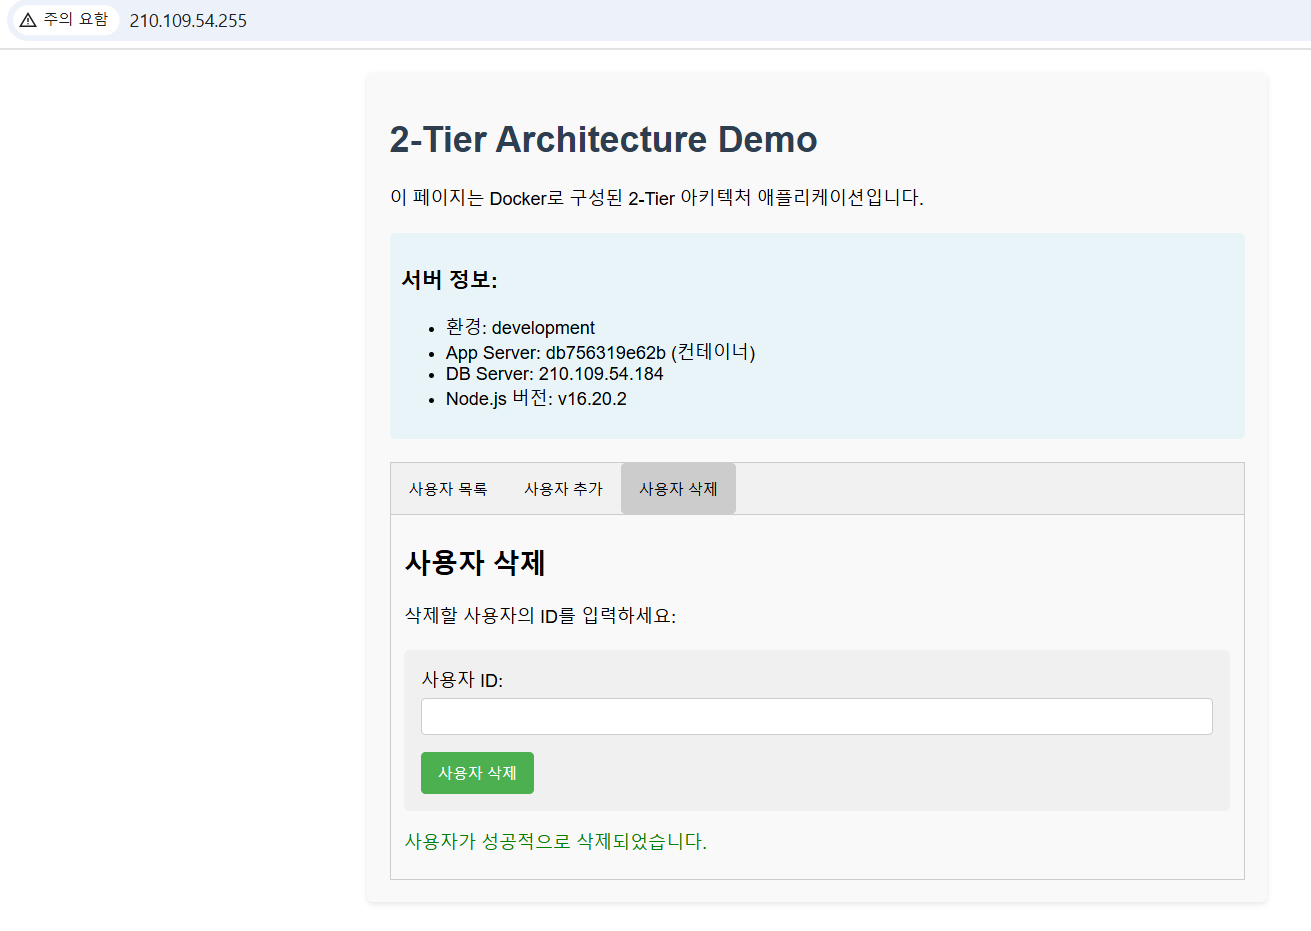 주의 요함 210.109.54.255
2-Tier Architecture Demo
이 페이지는 Docker로 구성된 2-Tier 아키텍처 애플리케이션입니다.
서버 정보:
환경: development
App Server: db756319e62b (컨테이너)
DB Server: 210.109.54.184
Node.js 버전: v16.20.2
사용자 목록 사용자 추가 사용자 삭제
사용자 삭제
삭제할 사용자의 ID를 입력하세요:
사용자 ID:
사용자 삭제
사용자가 성공적으로 삭제되었습니다.